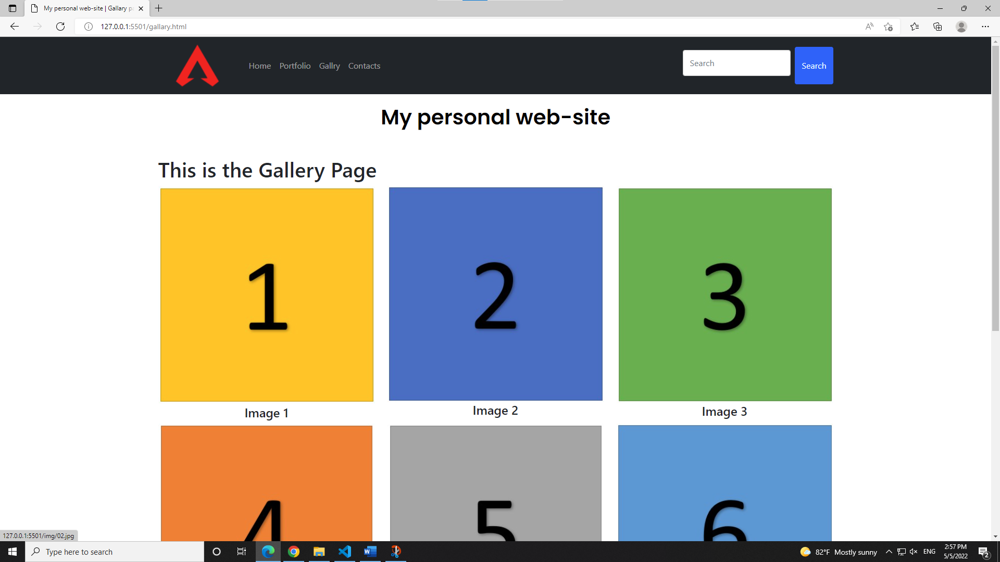 My personal web-site | Gallary pa
127.0.0.1:5501/gallary.html
Home Portfolio Gallry Contacts
Search
Search
My personal web-site
This is the Gallery Page
1 2 3
Image 1 Image 2 Image 3
4 5 6
127.0.0.1:5501/img/02.jpg
Type here to search
82°F Mostly sunny
ENG
2:57 PM
5/5/2022
2